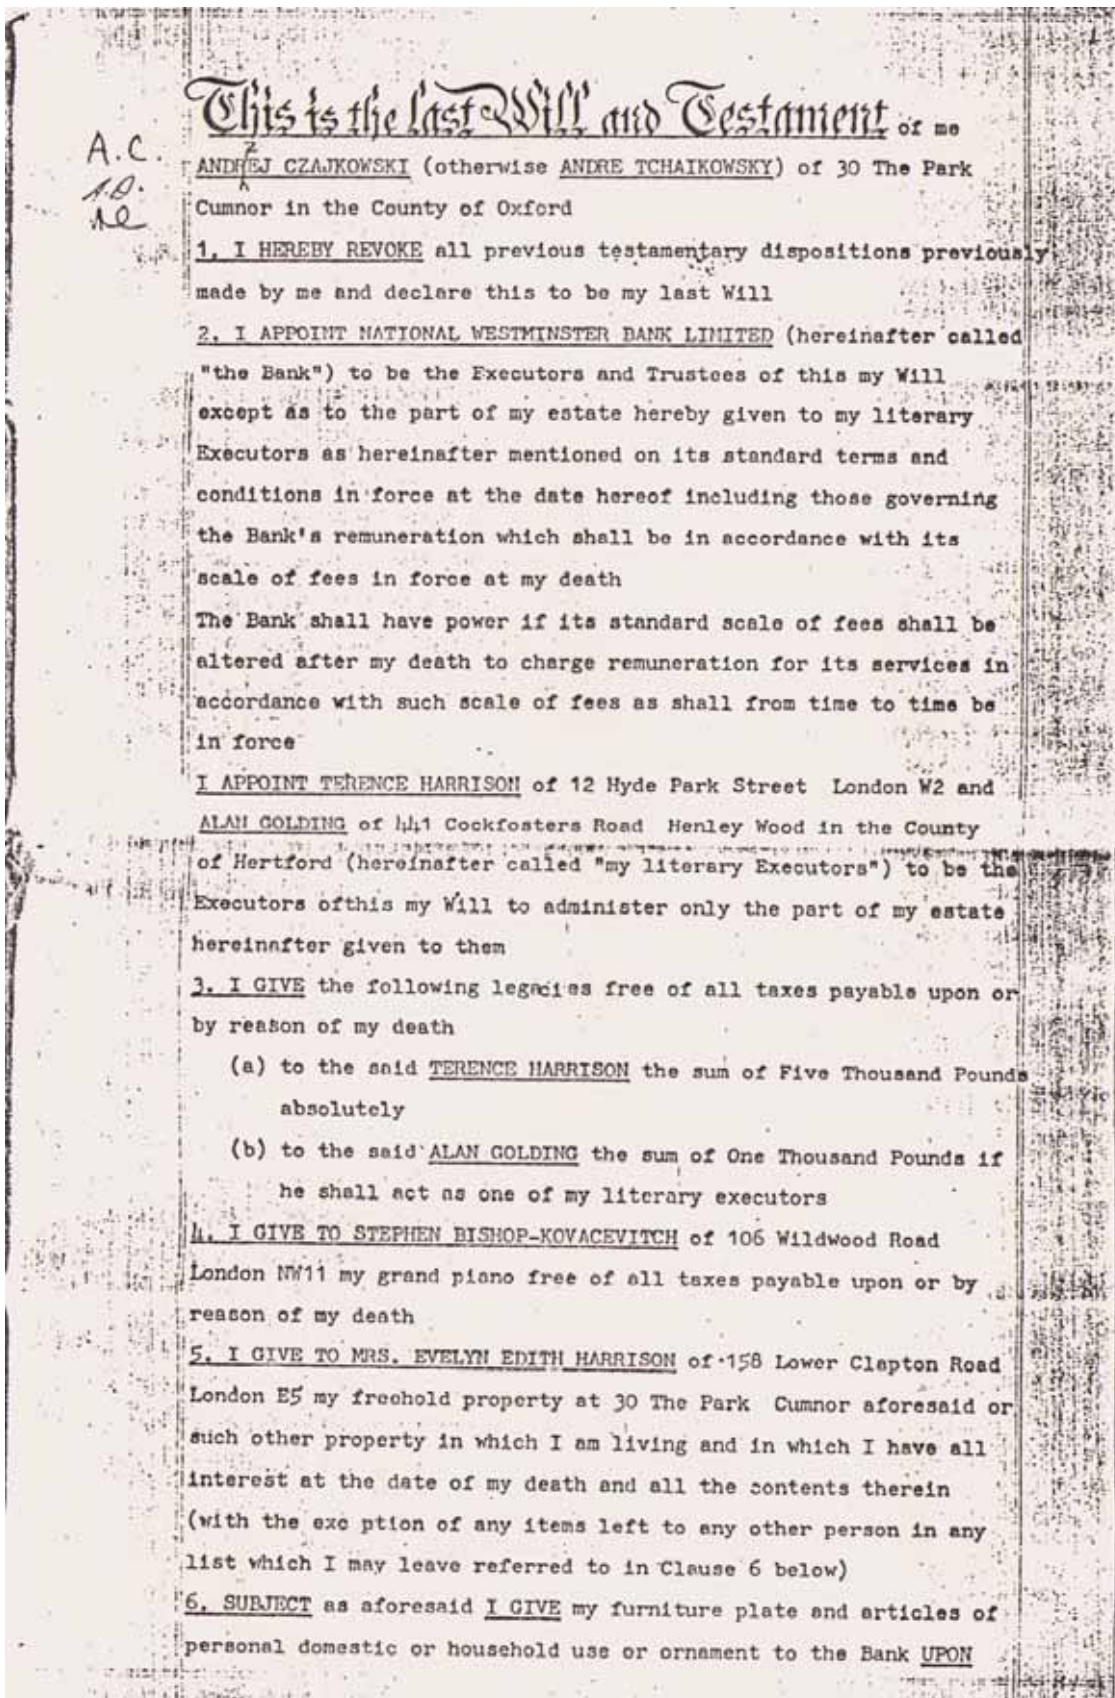 This is the last Will and Testament of me
A.C.
z
ANDREJ CZAJKOWSKI (otherwise ANDRE TCHAIKOWSKY) of 30 The Park
Cumnor in the County of Oxford
1. I HEREBY REVOKE all previous testamentary dispositions previously
made by me and declare this to be my last Will
2. I APPOINT NATIONAL WESTMINSTER BANK LIMITED (hereinafter called
"the Bank") to be the Executors and Trustees of this my Will
except as to the part of my estate hereby given to my literary
Executors as hereinafter mentioned on its standard terms and
conditions in force at the date hereof including those governing
the Bank's remuneration which shall be in accordance with its
scale of fees in force at my death
The Bank shall have power if its standard scale of fees shall be
altered after my death to charge remuneration for its services in
accordance with such scale of fees as shall from time to time be
in force
I APPOINT TERENCE HARRISON of 12 Hyde Park Street London W2 and
ALAN GOLDING of 441 Cockfosters Road Henley Wood in the County
of Hertford (hereinafter called "my literary Executors") to be the
Executors ofthis my Will to administer only the part of my estate
hereinafter given to them
3. I GIVE the following legacies free of all taxes payable upon or
by reason of my death
(a) to the said TERENCE HARRISON the sum of Five Thousand Pounds
absolutely
(b) to the said ALAN GOLDING the sum of One Thousand Pounds if
he shall act as one of my literary executors
4. I GIVE TO STEPHEN BISHOP-KOVACEVITCH of 106 Wildwood Road
London NW11 my grand piano free of all taxes payable upon or by
reason of my death
5. I GIVE TO MRS. EVELYN EDITH HARRISON of 158 Lower Clapton Road
London E5 my freehold property at 30 The Park Cumnor aforesaid or
such other property in which I am living and in which I have all
interest at the date of my death and all the contents therein
(with the exc ption of any items left to any other person in any
list which I may leave referred to in Clause 6 below)
6. SUBJECT as aforesaid I GIVE my furniture plate and articles of
personal domestic or household use or ornament to the Bank UPON